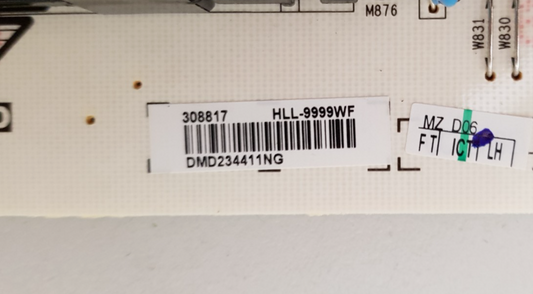 M876
W831
W830
308817 HLL-9999WF
DMD234411NG
MZ D06
FT ICT LH